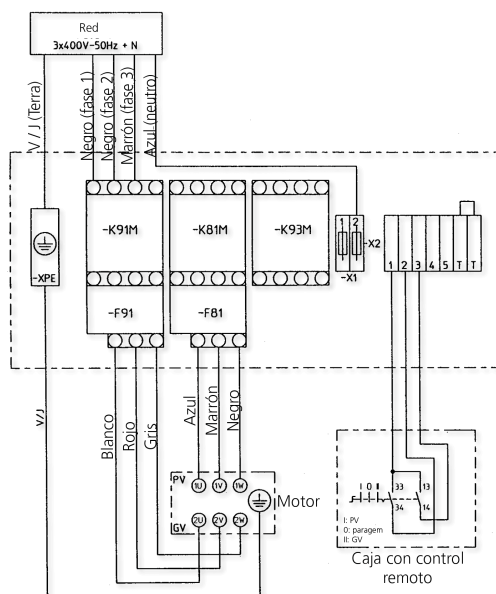 Red
3x400V-50Hz + N
V / J (Terra)
Negro (fase 1)
Negro (fase 2)
Marrón (fase 3)
Azul (neutro)
-K91M
-K81M
-K93M
1 2
-X2
-X1
-XPE
-F91
-F81
1 2 3 4 5 T T
V/J
Blanco
Rojo
Gris
Azul
Marrón
Negro
PV
1U 1V 1W
Motor
GV
2U 2V 2W
I 0 II
33 13
34 14
I: PV
0: paragem
II: GV
Caja con control
remoto